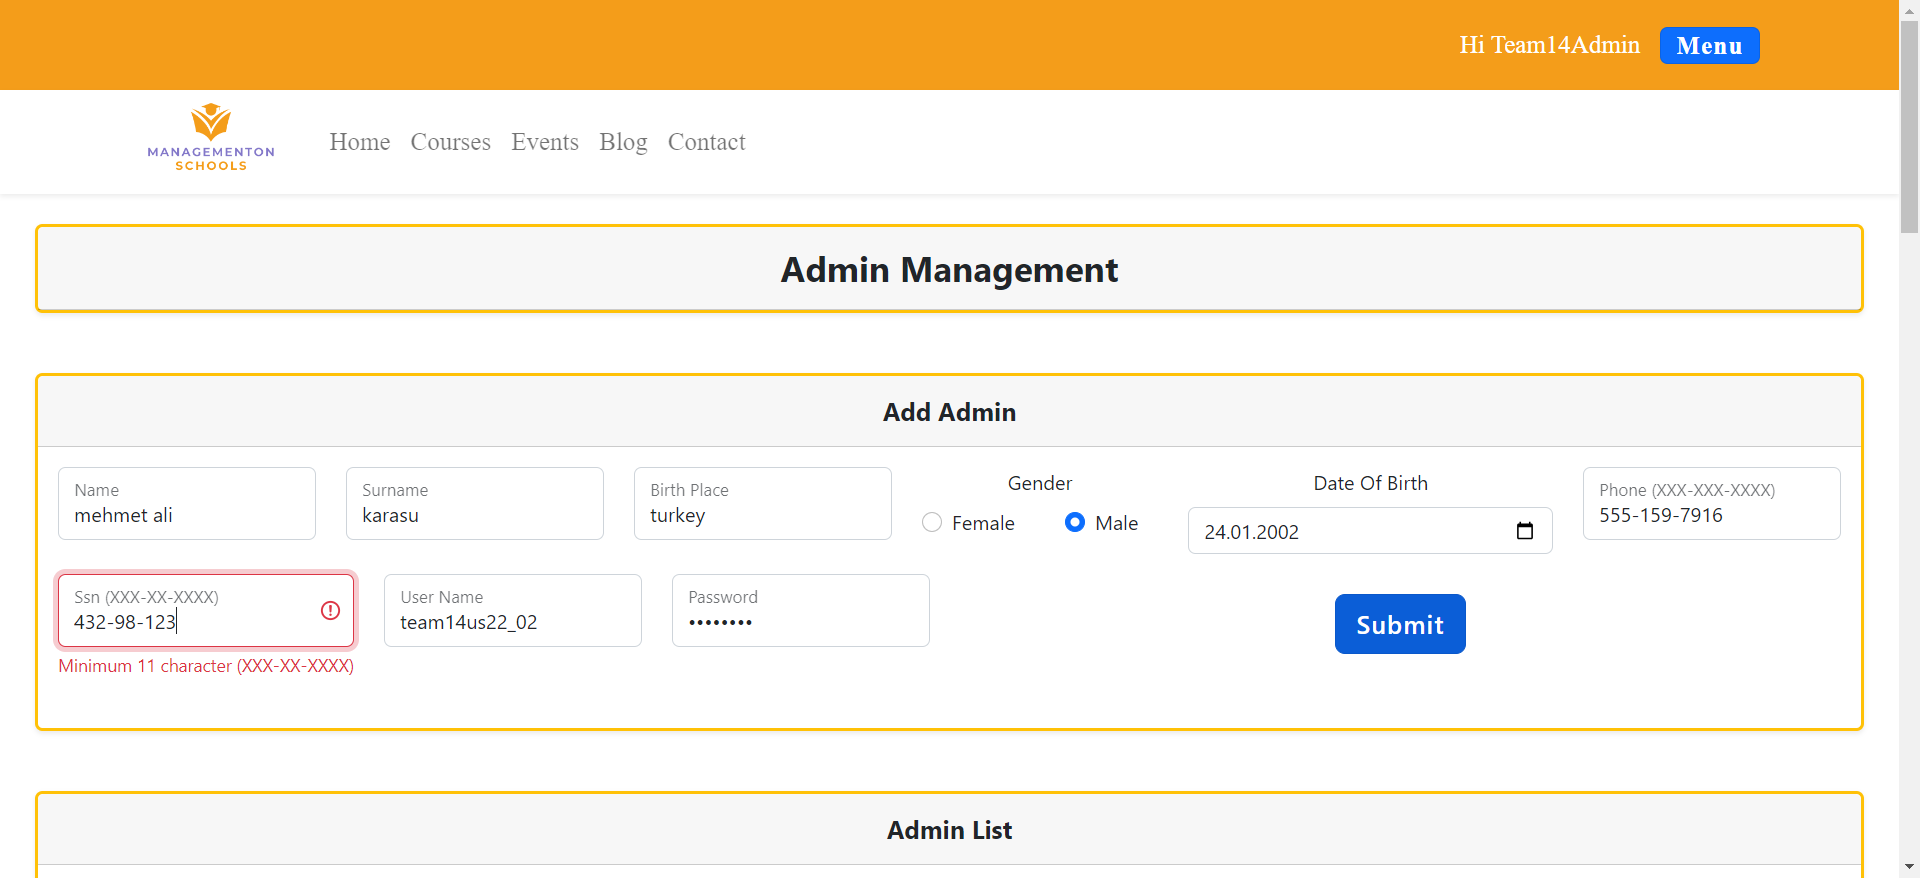 Hi Team14Admin Menu
MANAGEMENTON
SCHOOLS
Home Courses Events Blog Contact
Admin Management
Add Admin
Name
mehmet ali
Surname
karasu
Birth Place
turkey
Gender
Female Male
Date Of Birth
24.01.2002
Phone (XXX-XXX-XXXX)
555-159-7916
Ssn (XXX-XX-XXXX)
432-98-123
Minimum 11 character (XXX-XX-XXXX)
User Name
team14us22_02
Password
••••••••
Submit
Admin List